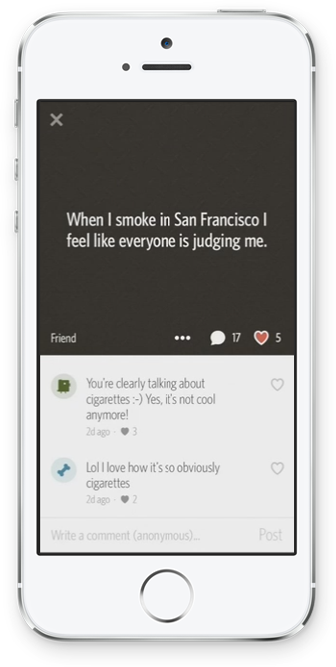 When I smoke in San Francisco I
feel like everyone is judging me.
Friend ••• 17 5
You're clearly talking about
cigarettes :-) Yes, it's not cool
anymore!
2d ago · 3
Lol I love how it's so obviously
cigarettes
2d ago · 2
Write a comment (anonymous)... Post